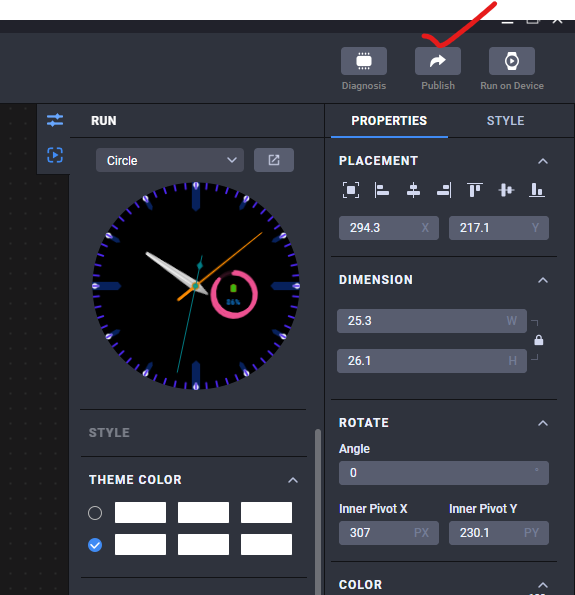 Diagnosis
Publish
Run on Device
RUN
Circle
86%
STYLE
THEME COLOR
PROPERTIES
STYLE
PLACEMENT
294.3 X
217.1 Y
DIMENSION
25.3 W
26.1 H
ROTATE
Angle
0 °
Inner Pivot X
Inner Pivot Y
307 PX
230.1 PY
COLOR